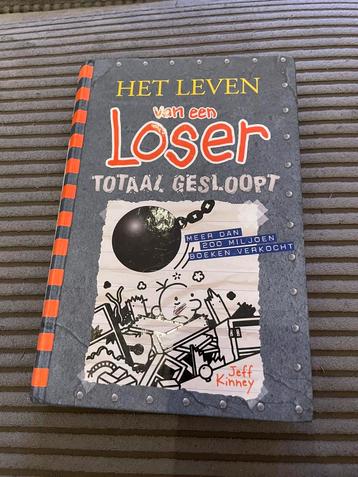 HET LEVEN
van een
Loser
TOTAAL GESLOOPT
MEER DAN
200 MILJOEN
BOEKEN VERKOCHT
Jeff
Kinney